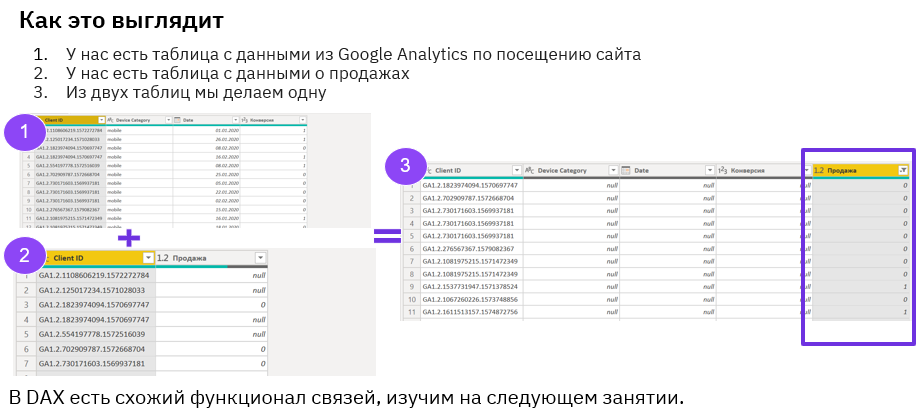 Как это выглядит
1. У нас есть таблица с данными из Google Analytics по посещению сайта
2. У нас есть таблица с данными о продажах
3. Из двух таблиц мы делаем одну
1
Client ID Device Category Date Конверсия
GA1.2.1108606219.1572272784 mobile 01.01.2020 1
GA1.2.125017234.1571028033 mobile 26.01.2020 0
GA1.2.1823974094.1570697747 mobile 08.02.2020 0
4 GA1.2.1823974094.1570697747 mobile 16.02.2020 1
5 GA1.2.554197778.1572516039 mobile 08.02.2020 1
6 GA1.2.702909787.1572668704 mobile 25.01.2020 0
7 GA1.2.730171603.1569937181 mobile 05.01.2020 0
8 GA1.2.730171603.1569937181 mobile 22.01.2020 0
9 GA1.2.730171603.1569937181 mobile 02.02.2020 0
10 GA1.2.276567367.1579082367 mobile 15.01.2020 0
11 GA1.2.1081975215.1571472349 mobile 16.01.2020 1
+
2
Client ID 1.2 Продажа
1 GA1.2.1108606219.1572272784 null
2 GA1.2.125017234.1571028033 null
3 GA1.2.1823974094.1570697747 0
4 GA1.2.1823974094.1570697747 null
5 GA1.2.554197778.1572516039 null
6 GA1.2.702909787.1572668704 0
7 GA1.2.730171603.1569937181 0
=
3
Client ID Device Category Date 1²3 Конверсия 1.2 Продажа
1 GA1.2.1823974094.1570697747 null null null 0
2 GA1.2.702909787.1572668704 null null null 0
3 GA1.2.730171603.1569937181 null null null 0
4 GA1.2.730171603.1569937181 null null null 0
5 GA1.2.730171603.1569937181 null null null 0
6 GA1.2.276567367.1579082367 null null null 0
7 GA1.2.1081975215.1571472349 null null null 0
8 GA1.2.1081975215.1571472349 null null null 0
9 GA1.2.1537731947.1571378524 null null null 1
10 GA1.2.1067260226.1573748856 null null null 0
11 GA1.2.1611513157.1574872756 null null null 1
В DAX есть схожий функционал связей, изучим на следующем занятии.